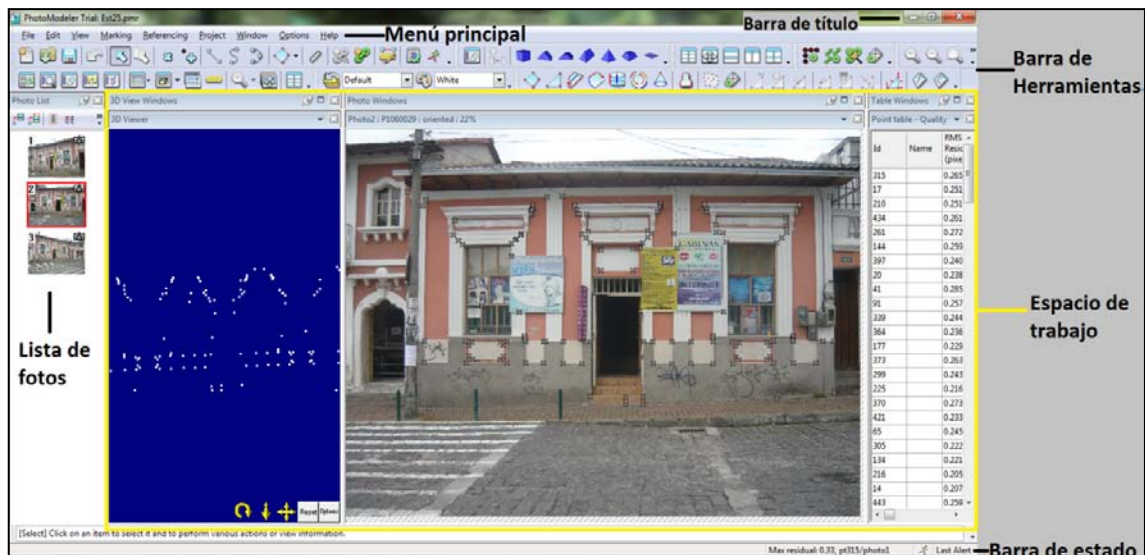 PhotoModeler Trial: Est25.pmr
Barra de título
File Edit View Marking Referencing Project Window Options Help
Menú principal
Barra de
Herramientas
Default White
Photo List
3D View Windows
Photo Windows
Table Windows
3D Viewer
Photo2 : P1060029 : oriented : 22%
Point table - Quality
1
2
3
Id Name RMS
Resic
(pixe
315 0.265
17 0.251
210 0.251
434 0.261
261 0.272
144 0.259
397 0.240
20 0.238
41 0.285
91 0.257
339 0.244
364 0.236
177 0.229
373 0.263
299 0.243
225 0.216
370 0.273
421 0.233
65 0.245
305 0.222
134 0.221
216 0.205
14 0.207
443 0.259
CABINAS
INTERNET
Espacio de
trabajo
Lista de
fotos
Reset Options
[Select] Click on an item to select it and to perform various actions or view information.
Max residual: 0.33, pt315/photo1
Last Alert
Barra de estado